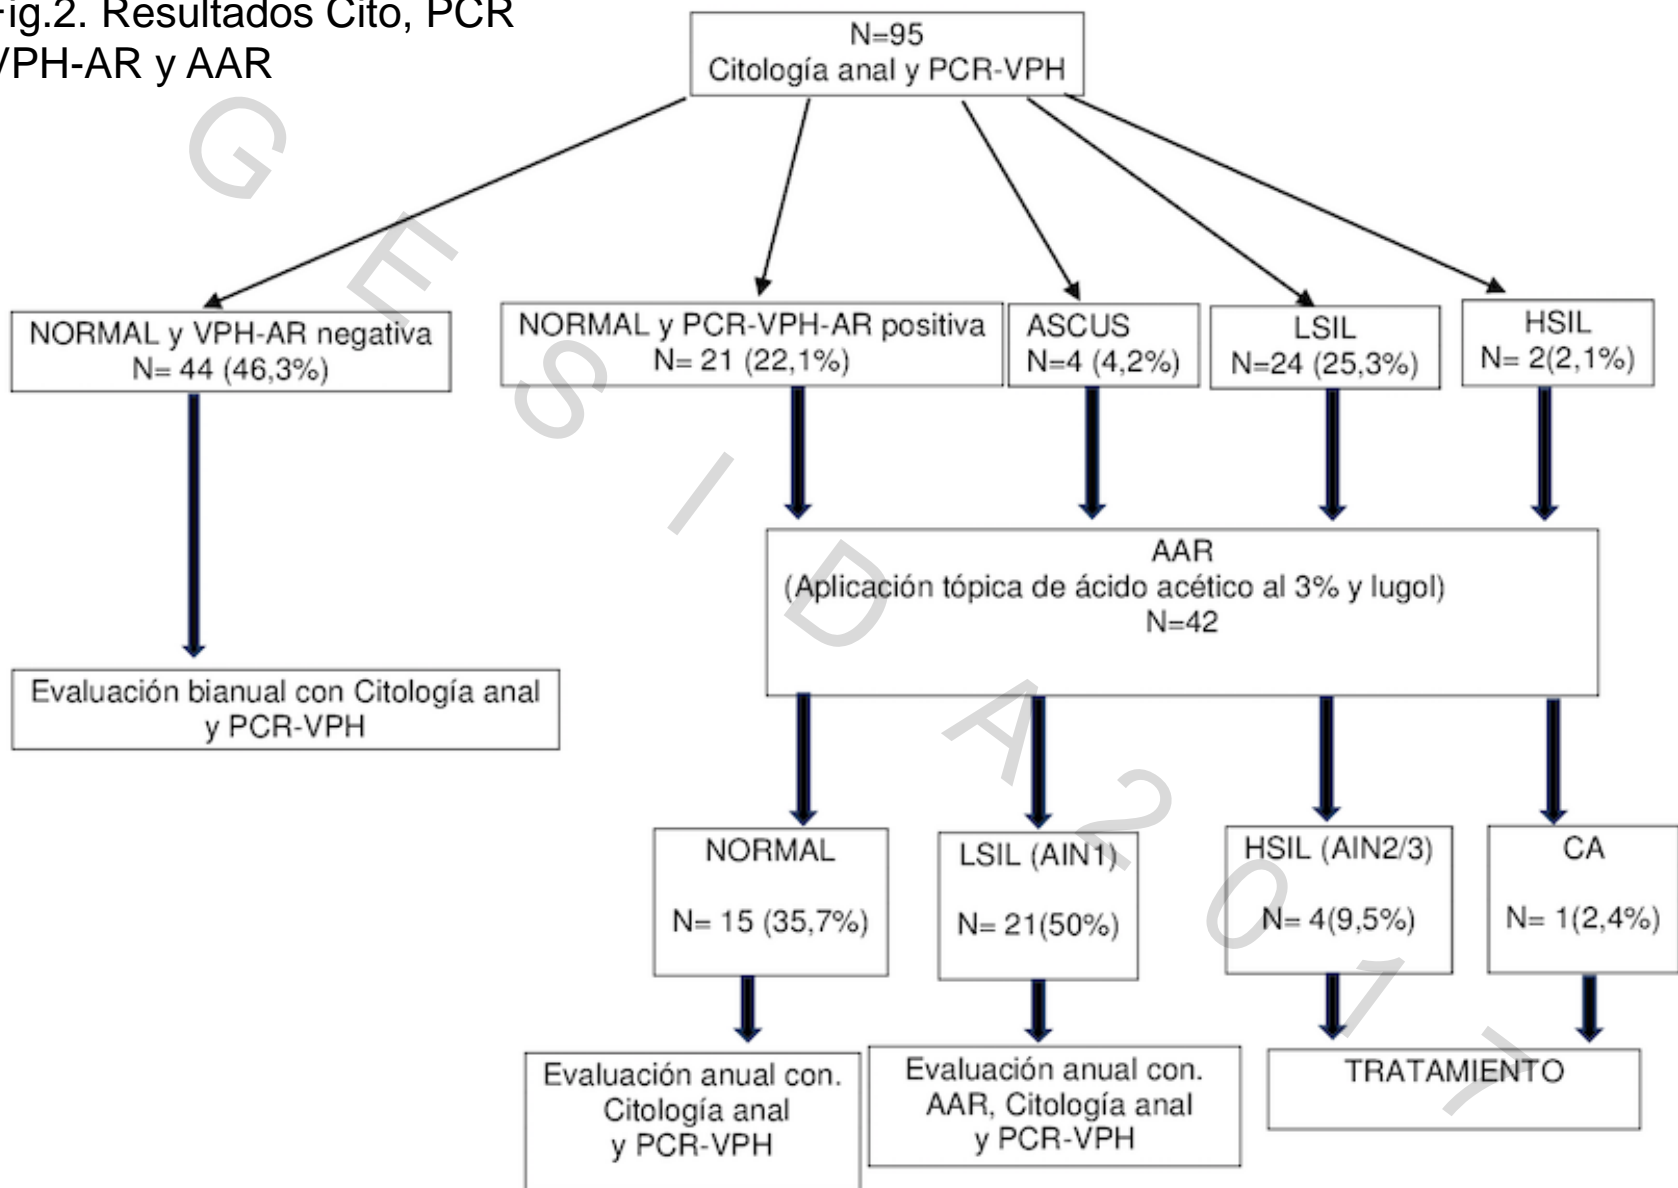 Fig.2. Resultados Cito, PCR
VPH-AR y AAR
N=95
Citología anal y PCR-VPH
NORMAL y VPH-AR negativa
N= 44 (46,3%)
NORMAL y PCR-VPH-AR positiva
N= 21 (22,1%)
ASCUS
N=4 (4,2%)
LSIL
N=24 (25,3%)
HSIL
N= 2(2,1%)
AAR
(Aplicación tópica de ácido acético al 3% y lugol)
N=42
Evaluación bianual con Citología anal
y PCR-VPH
NORMAL
N= 15 (35,7%)
LSIL (AIN1)
N= 21(50%)
HSIL (AIN2/3)
N= 4(9,5%)
CA
N= 1(2,4%)
Evaluación anual con.
Citología anal
y PCR-VPH
Evaluación anual con.
AAR, Citología anal
y PCR-VPH
TRATAMIENTO
GESIDA2017